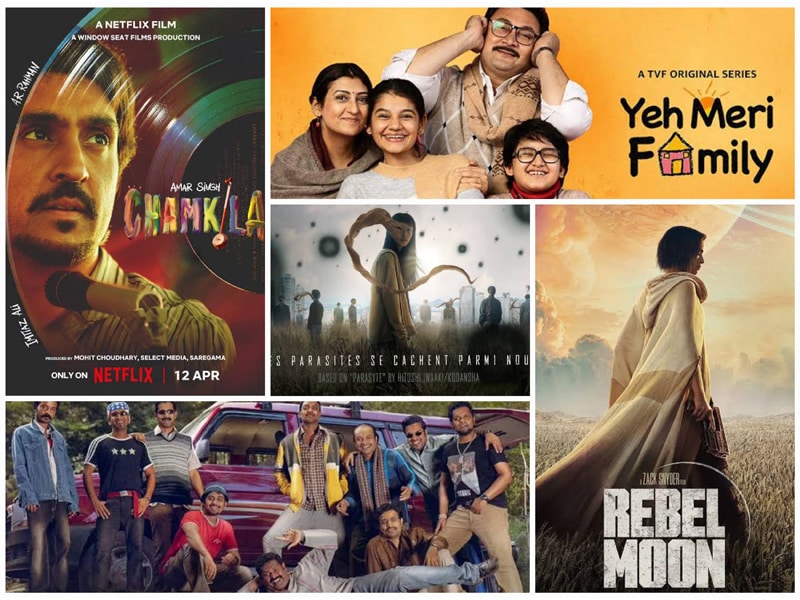 A NETFLIX FILM
A WINDOW SEAT FILMS PRODUCTION
A.R. RAHMAN
AMAR SINGH
CHAMKILA
IMTIAZ ALI
PRODUCED BY MOHIT CHOUDHARY, SELECT MEDIA, SAREGAMA
ONLY ON NETFLIX | 12 APR
A TVF ORIGINAL SERIES
Yeh Meri
Family
ES PARASITES SE CACHENT PARMI NOU
BASED ON "PARASYTE" BY HITOSHI IWAAKI/KODANSHA
A ZACK SNYDER FILM
REBEL
MOON